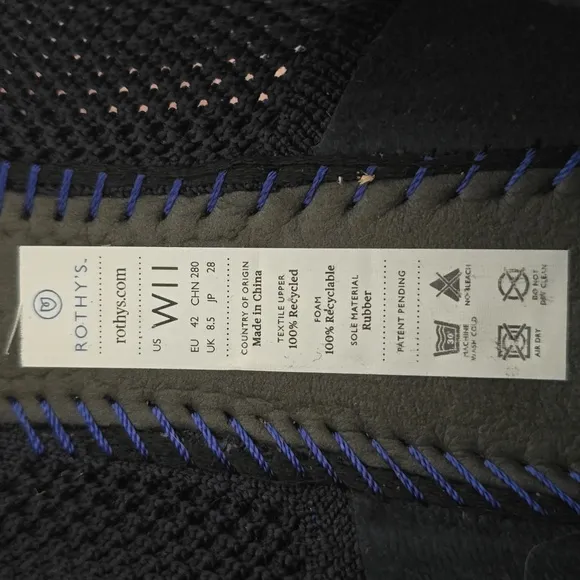 ROTHY'S™
rothys.com
US W11
EU 42 CHN 280
UK 8.5 JP 28
COUNTRY OF ORIGIN
Made in China
TEXTILE UPPER
100% Recycled
FOAM
100% Recyclable
SOLE MATERIAL
Rubber
PATENT PENDING
MACHINE
WASH COLD
NO BLEACH
AIR DRY
DO NOT
DRY CLEAN